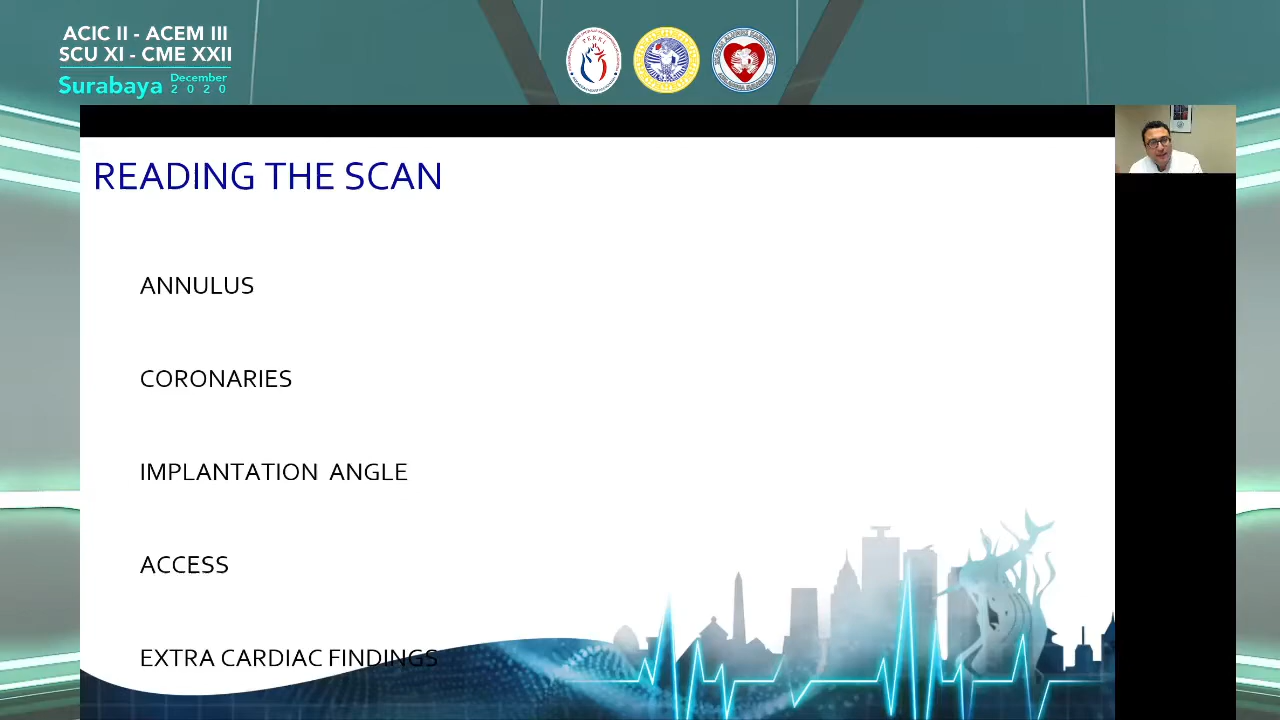 ACIC II - ACEM III
SCU XI - CME XXII
Surabaya December 2020
READING THE SCAN
ANNULUS
CORONARIES
IMPLANTATION ANGLE
ACCESS
EXTRA CARDIAC FINDINGS